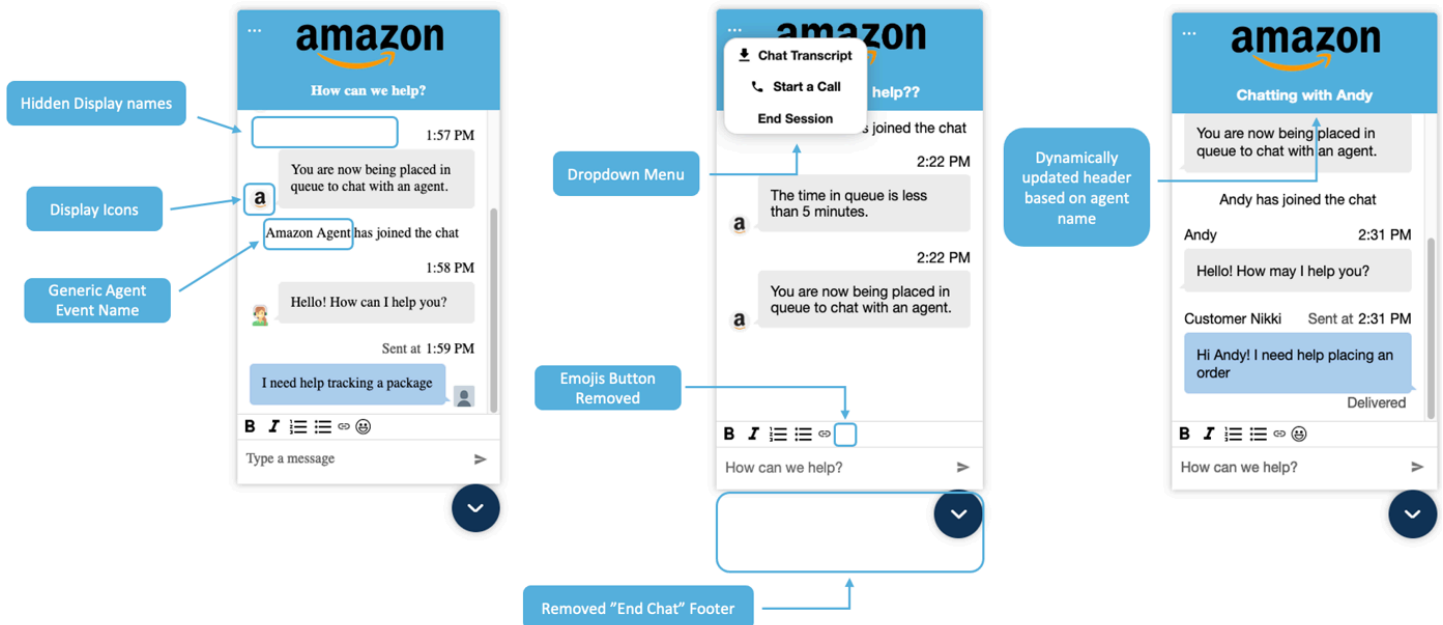 Hidden Display names
Display Icons
Generic Agent
Event Name
...
amazon
How can we help?
1:57 PM
You are now being placed in
queue to chat with an agent.
a
Amazon Agent has joined the chat
1:58 PM
Hello! How can I help you?
Sent at 1:59 PM
I need help tracking a package
B I
Type a message
Dropdown Menu
Emojis Button
Removed
Removed "End Chat" Footer
...
amazon
Chat Transcript
Start a Call
End Session
help??
s joined the chat
2:22 PM
The time in queue is less
than 5 minutes.
a
2:22 PM
You are now being placed in
queue to chat with an agent.
a
B I
How can we help?
Dynamically
updated header
based on agent
name
...
amazon
Chatting with Andy
You are now being placed in
queue to chat with an agent.
Andy has joined the chat
Andy 2:31 PM
Hello! How may I help you?
Customer Nikki Sent at 2:31 PM
Hi Andy! I need help placing an
order
Delivered
B I
How can we help?